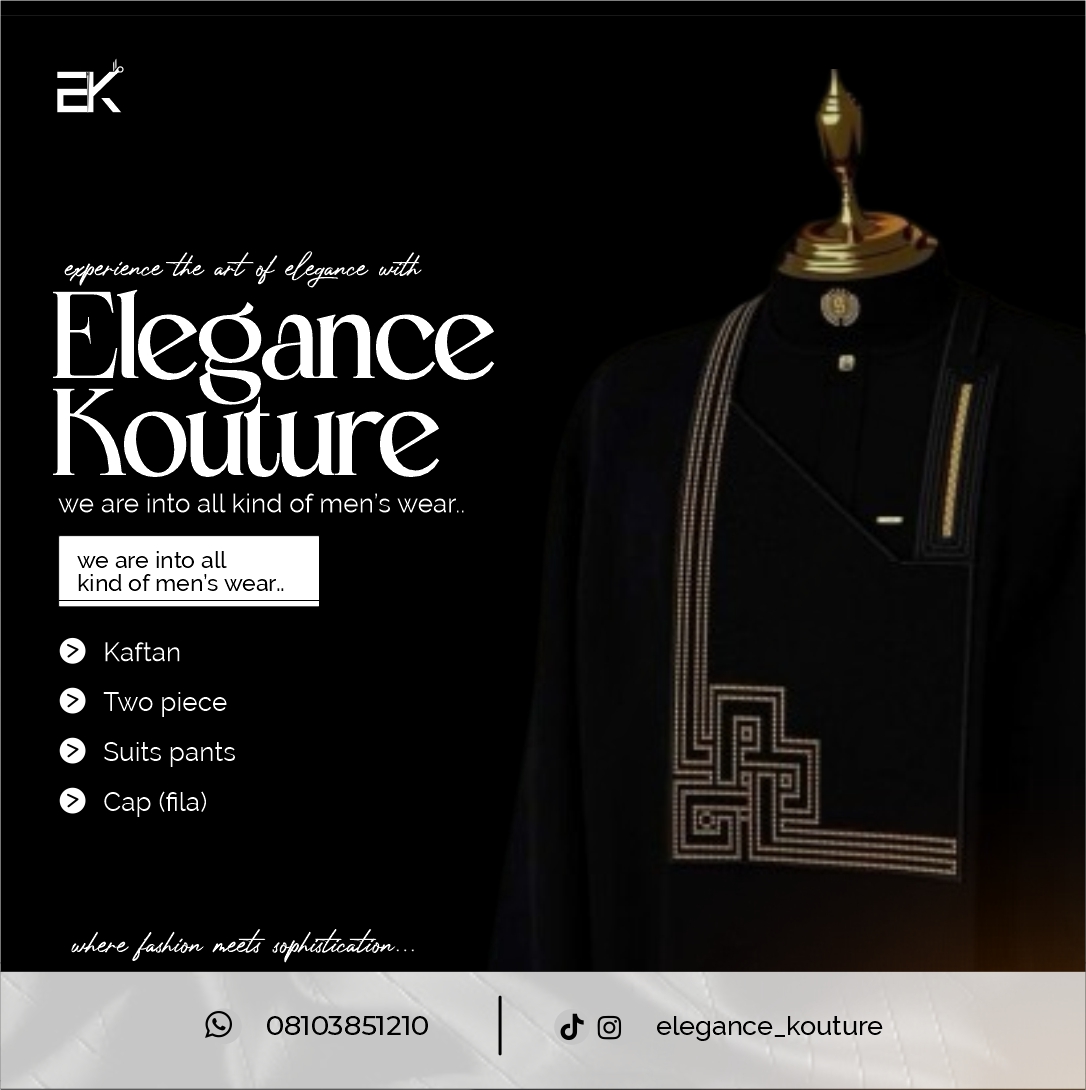 EK
experience the art of elegance with
Elegance
Kouture
we are into all kind of men's wear..
we are into all
kind of men's wear..
Kaftan
Two piece
Suits pants
Cap (fila)
where fashion meets sophistication...
08103851210
elegance_kouture